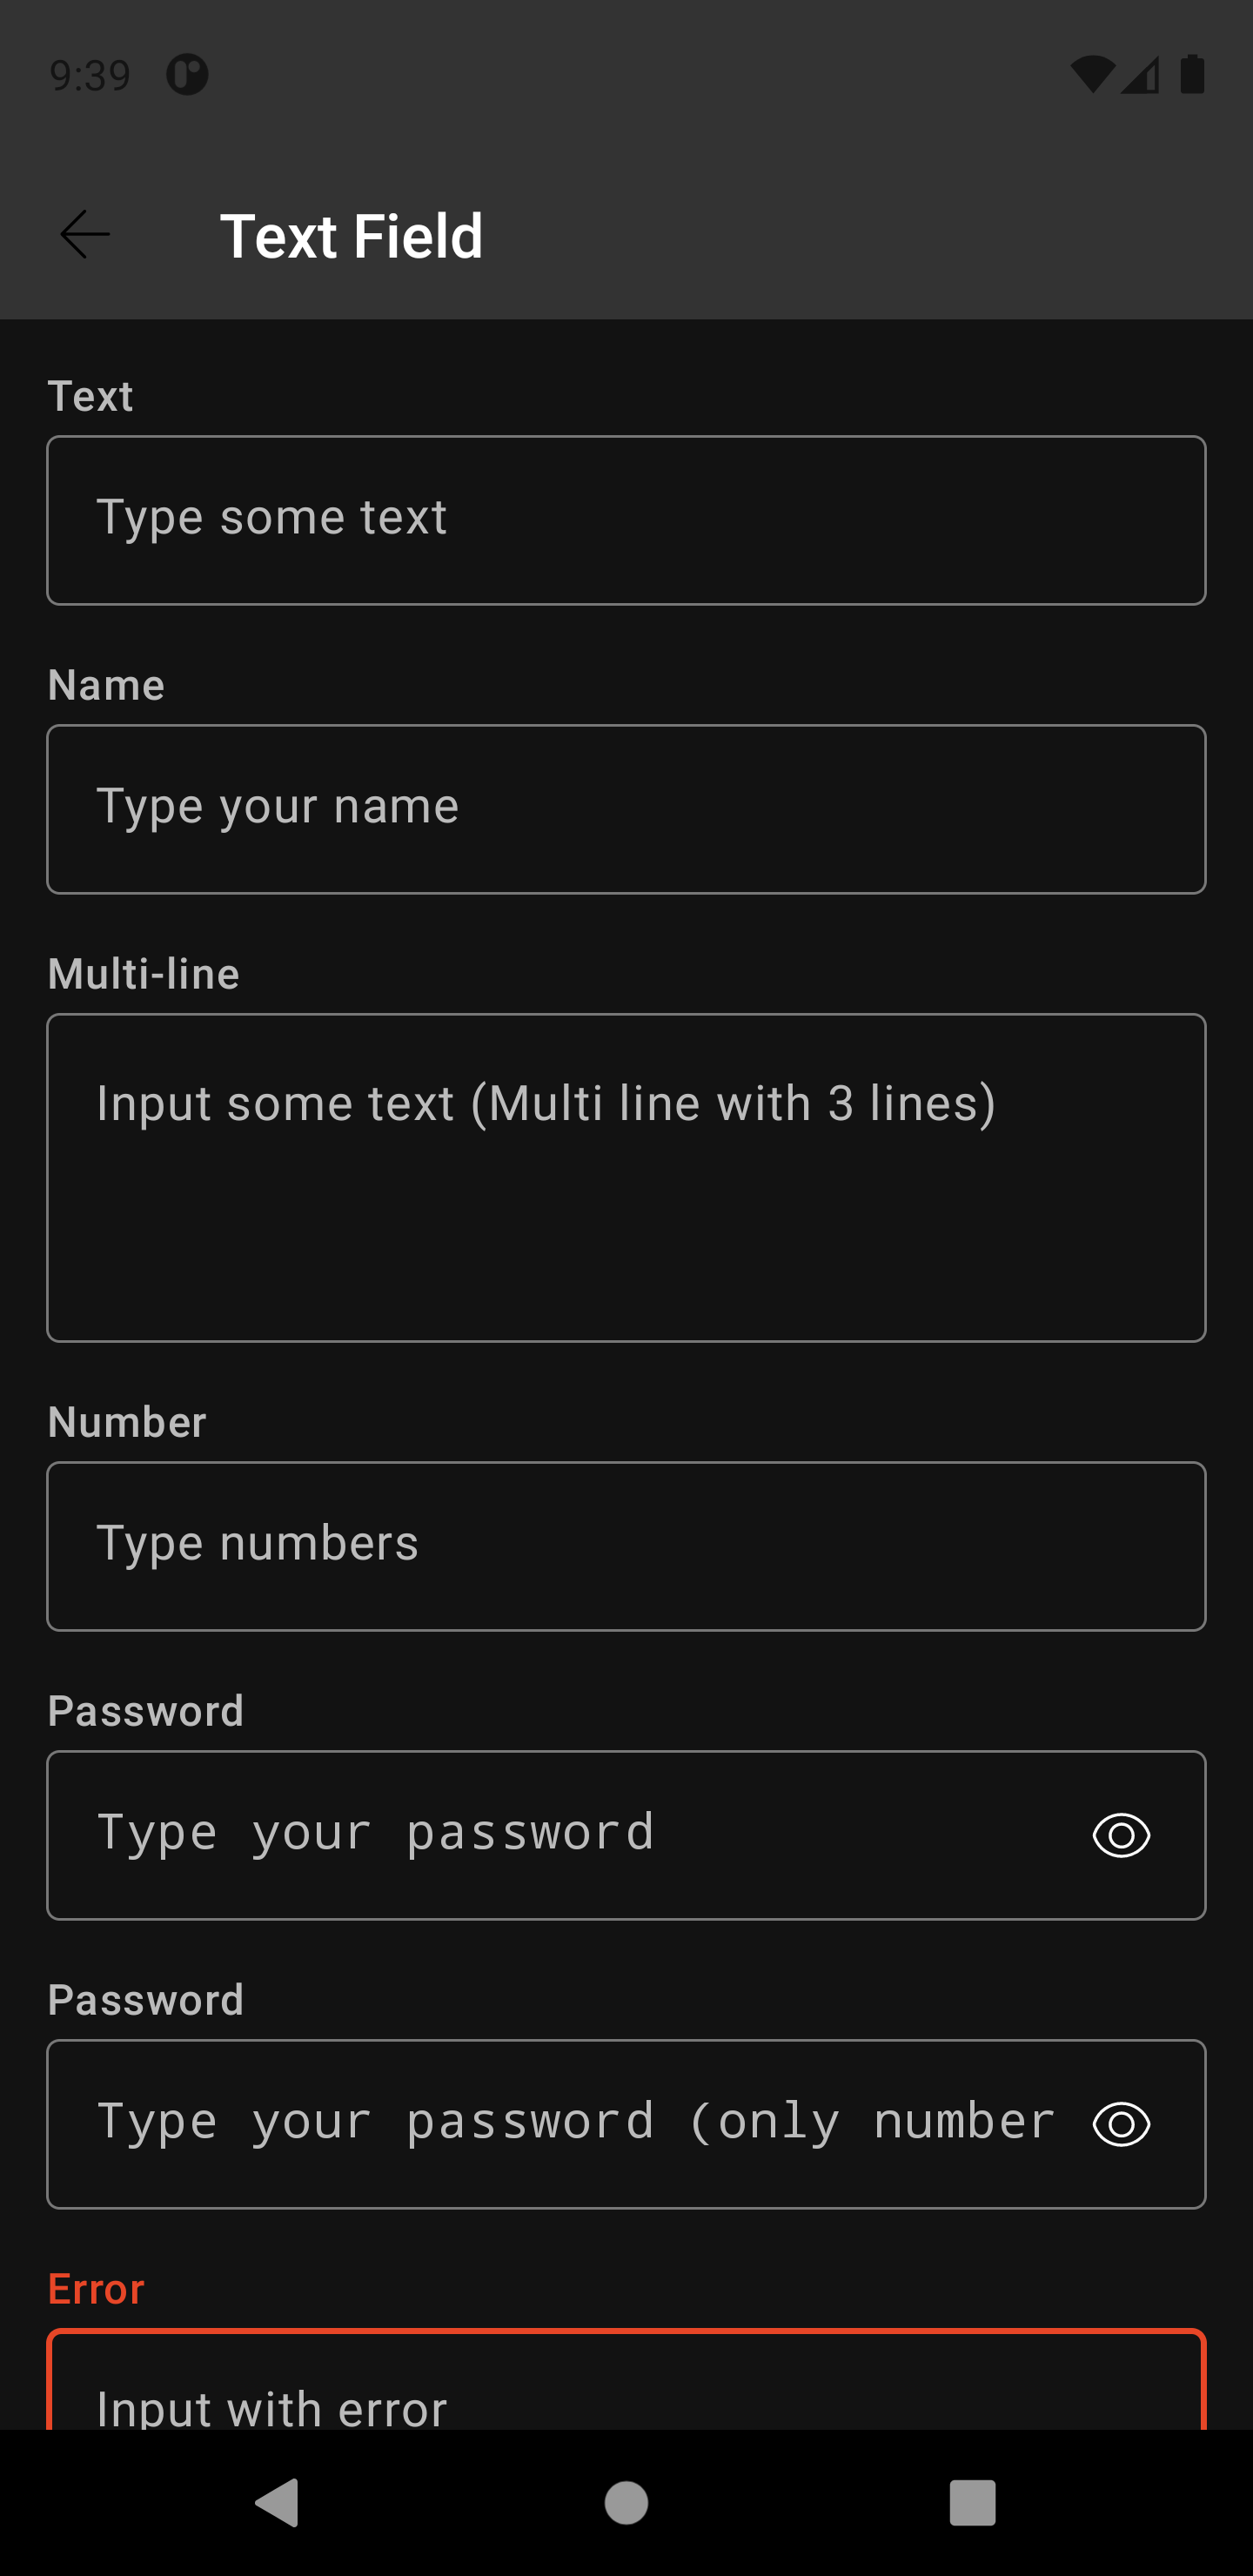 9:39
Text Field
Text
Type some text
Name
Type your name
Multi-line
Input some text (Multi line with 3 lines)
Number
Type numbers
Password
Type your password
Password
Type your password (only number
Error
Input with error